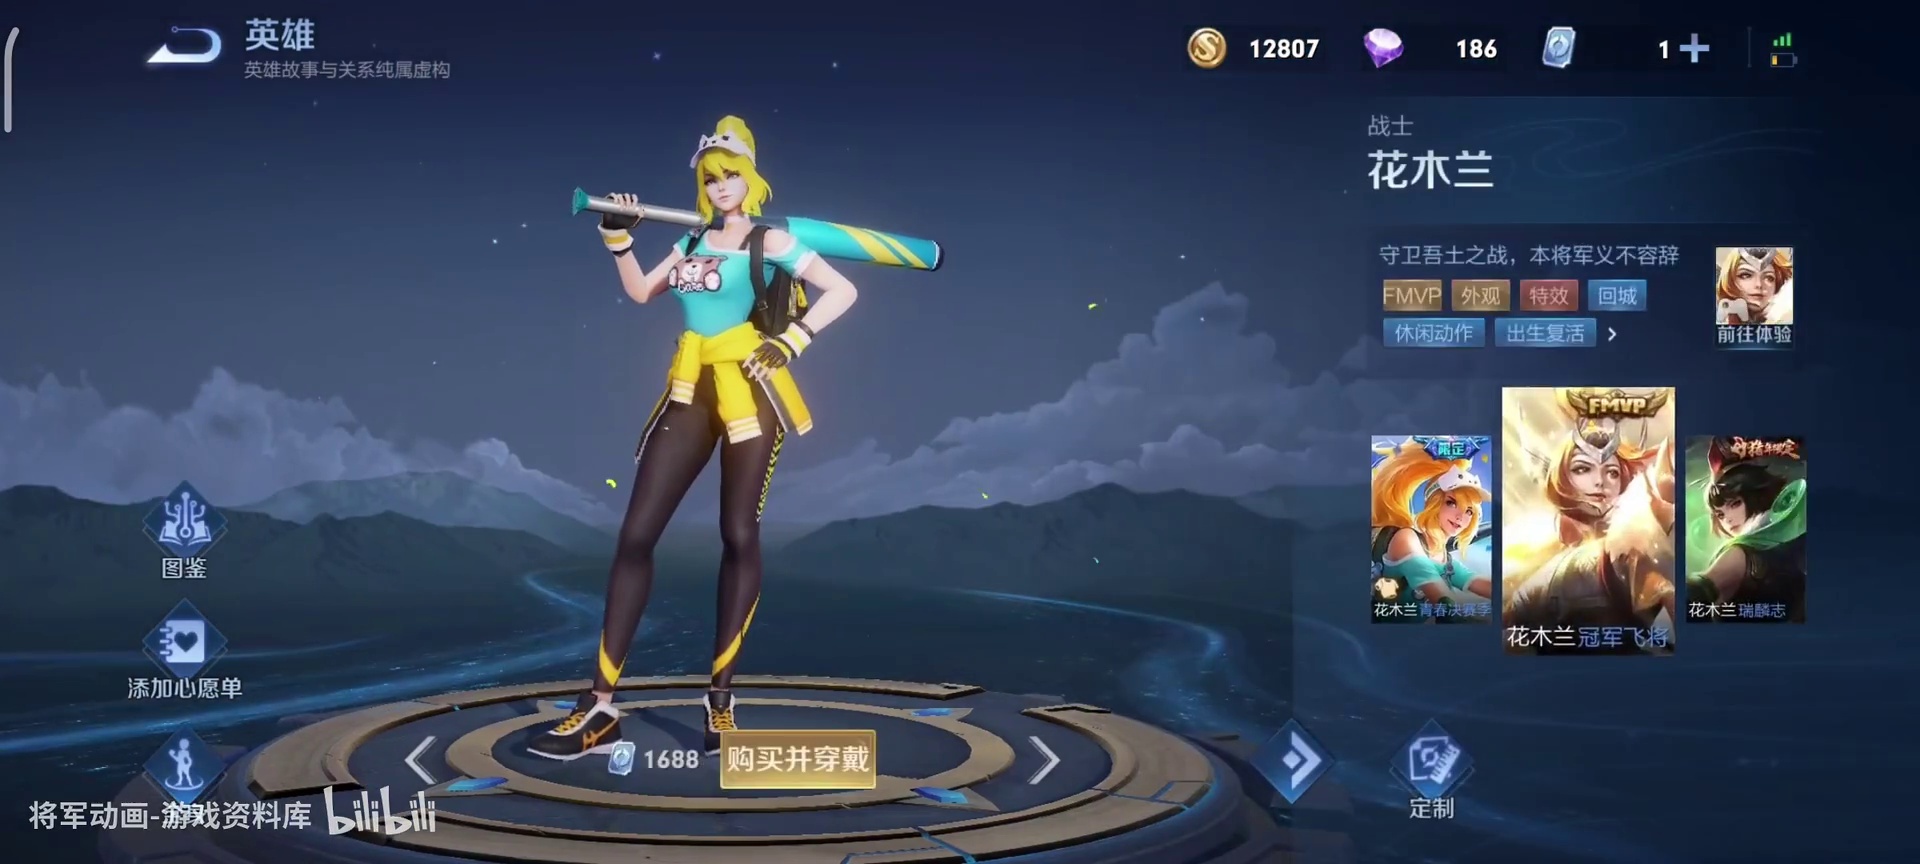 英雄
英雄故事与关系纯属虚构
12807
186
1
战士
花木兰
守卫吾土之战，本将军义不容辞
FMVP 外观 特效 回城
休闲动作 出生复活
前往体验
限定
花木兰青春决赛季
FMVP
花木兰冠军飞将
花木兰瑞麟志
图鉴
添加心愿单
1688
购买并穿戴
定制
将军动画-游戏资料库 bilibili
Care